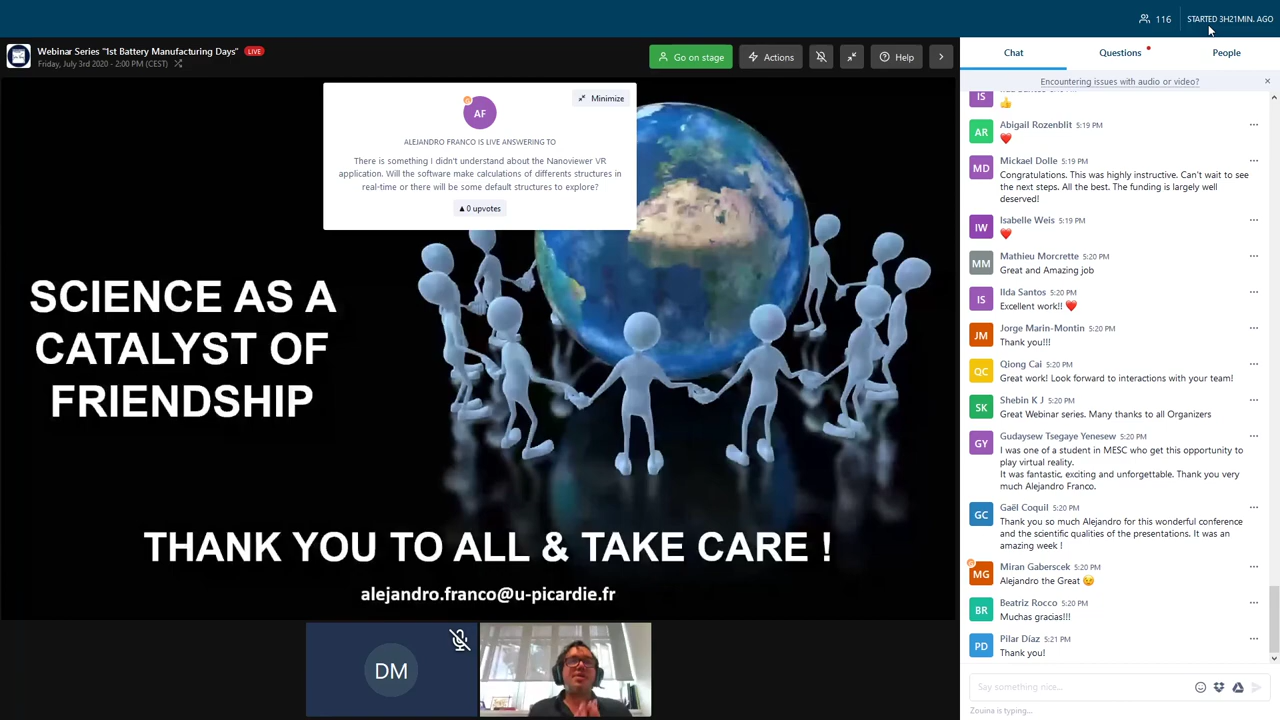 116
STARTED 3H21MIN. AGO
Webinar Series "1st Battery Manufacturing Days" LIVE
Friday, July 3rd 2020 - 2:00 PM (CEST)
Go on stage
Actions
Help
Chat
Questions
People
Encountering issues with audio or video?
Minimize
AF
ALEJANDRO FRANCO IS LIVE ANSWERING TO
There is something I didn't understand about the Nanoviewer VR
application. Will the software make calculations of differents structures in
real-time or there will be some default structures to explore?
0 upvotes
SCIENCE AS A
CATALYST OF
FRIENDSHIP
THANK YOU TO ALL & TAKE CARE !
alejandro.franco@u-picardie.fr
DM
IS
AR
Abigail Rozenblit 5:19 PM
MD
Mickael Dolle 5:19 PM
Congratulations. This was highly instructive. Can't wait to see
the next steps. All the best. The funding is largely well
deserved!
IW
Isabelle Weis 5:19 PM
MM
Mathieu Morcrette 5:20 PM
Great and Amazing job
IS
Ilda Santos 5:20 PM
Excellent work!!
JM
Jorge Marin-Montin 5:20 PM
Thank you!!!
QC
Qiong Cai 5:20 PM
Great work! Look forward to interactions with your team!
SK
Shebin K J 5:20 PM
Great Webinar series. Many thanks to all Organizers
GY
Gudaysew Tsegaye Yenesew 5:20 PM
I was one of a student in MESC who get this opportunity to
play virtual reality.
It was fantastic, exciting and unforgettable. Thank you very
much Alejandro Franco.
GC
Gaël Coquil 5:20 PM
Thank you so much Alejandro for this wonderful conference
and the scientific qualities of the presentations. It was an
amazing week !
MG
Miran Gaberscek 5:20 PM
Alejandro the Great
BR
Beatriz Rocco 5:20 PM
Muchas gracias!!!
PD
Pilar Díaz 5:21 PM
Thank you!
Say something nice...
Zouina is typing...